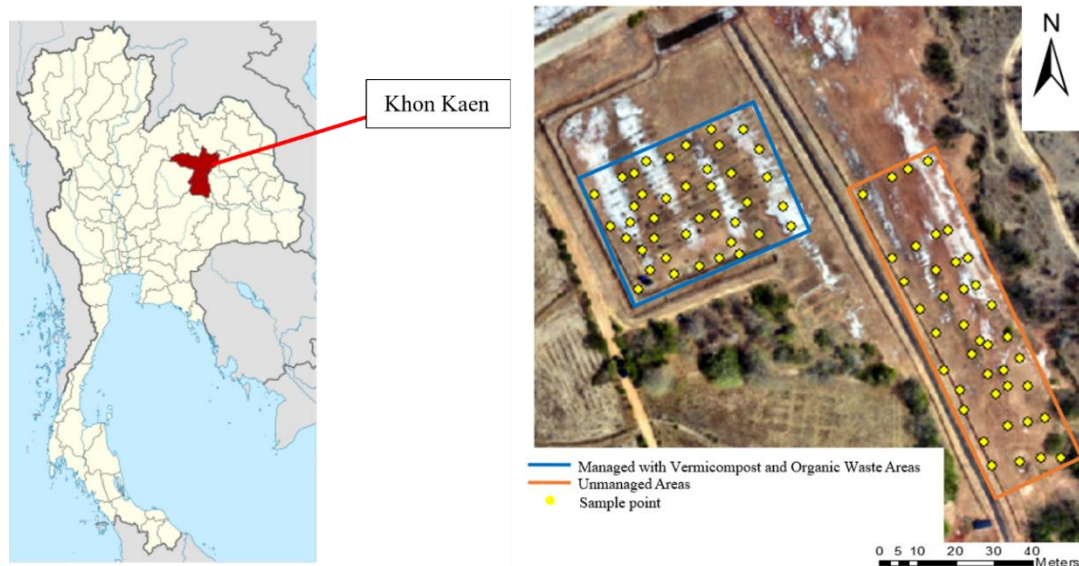 Khon Kaen
N
Managed with Vermicompost and Organic Waste Areas
Unmanaged Areas
Sample point
0 5 10 20 30 40
Meters